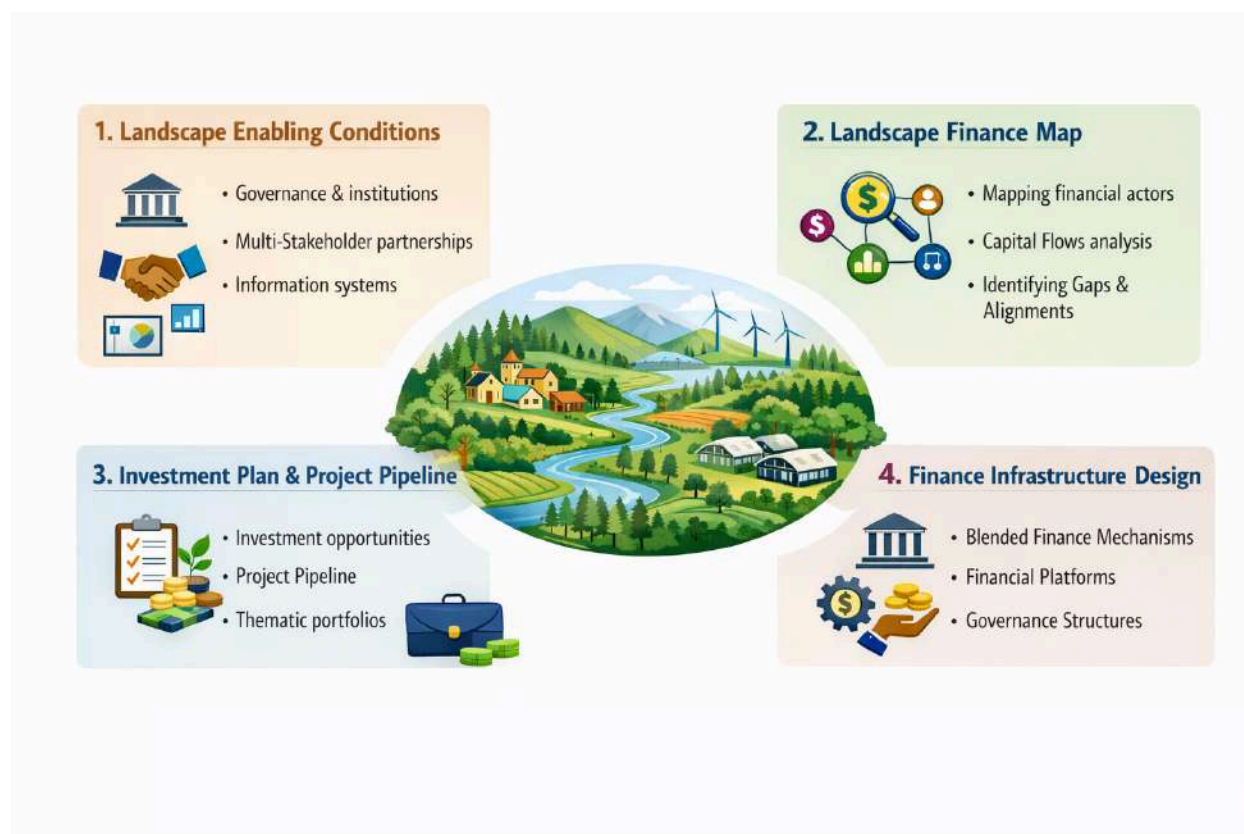 1. Landscape Enabling Conditions
• Governance & institutions
• Multi-Stakeholder partnerships
• Information systems
2. Landscape Finance Map
• Mapping financial actors
• Capital Flows analysis
• Identifying Gaps &
Alignments
3. Investment Plan & Project Pipeline
• Investment opportunities
• Project Pipeline
• Thematic portfolios
4. Finance Infrastructure Design
• Blended Finance Mechanisms
• Financial Platforms
• Governance Structures